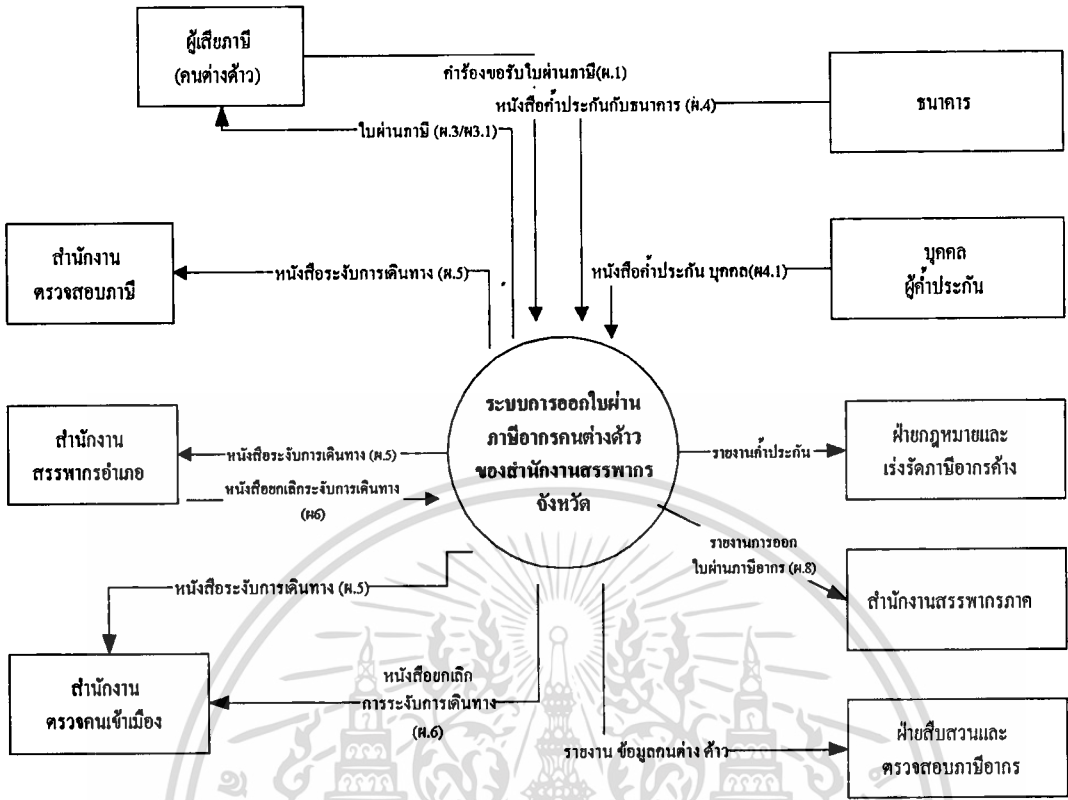 ผู้เสียภาษี
(คนต่างด้าว)
คำร้องขอรับใบผ่านภาษี(ผ.1)
หนังสือค้ำประกันกับธนาคาร (ผ.4)
ธนาคาร
ใบผ่านภาษี (ผ.3/ผ3.1)
สำนักงาน
ตรวจสอบภาษี
หนังสือระงับการเดินทาง (ผ.5)
หนังสือค้ำประกัน บุคคล(ผ4.1)
บุคคล
ผู้ค้ำประกัน
ระบบการออกใบผ่าน
ภาษีอากรคนต่างด้าว
ของสำนักงานสรรพากร
จังหวัด
สำนักงาน
สรรพากรอำเภอ
หนังสือระงับการเดินทาง (ผ.5)
หนังสือยกเลิกระงับการเดินทาง
(ผ6)
รายงานค้ำประกัน
ฝ่ายกฎหมายและ
เร่งรัดภาษีอากรค้าง
รายงานการออก
ใบผ่านภาษีอากร (ผ.8)
สำนักงานสรรพากรภาค
หนังสือระงับการเดินทาง (ผ.5)
สำนักงาน
ตรวจคนเข้าเมือง
หนังสือยกเลิก
การระงับการเดินทาง
(ผ.6)
รายงาน ข้อมูลคนต่าง ด้าว
ฝ่ายสืบสวนและ
ตรวจสอบภาษีอากร